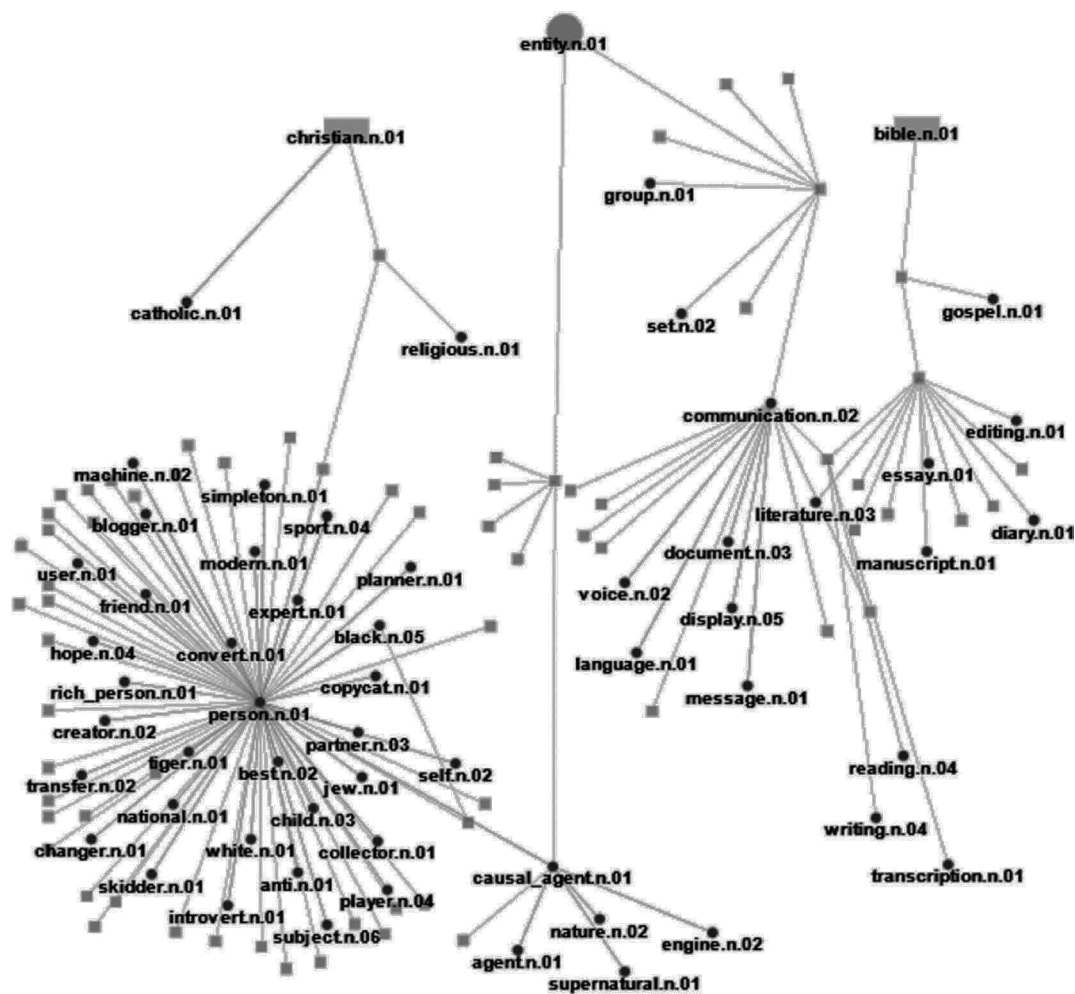 entity.n.01
christian.n.01
bible.n.01
group.n.01
catholic.n.01
set.n.02
gospel.n.01
religious.n.01
communication.n.02
editing.n.01
machine.n.02
essay.n.01
simpleton.n.01
blogger.n.01
sport.n.04
literature.n.03
diary.n.01
modern.n.01
document.n.03
manuscript.n.01
user.n.01
planner.n.01
voice.n.02
friend.n.01
expert.n.01
display.n.05
black.n.05
hope.n.04
convert.n.01
language.n.01
rich_person.n.01
copycat.n.01
message.n.01
person.n.01
creator.n.02
partner.n.03
tiger.n.01
best.n.02
self.n.02
reading.n.04
transfer.n.02
jew.n.01
national.n.01
child.n.03
writing.n.04
changer.n.01
white.n.01
collector.n.01
causal_agent.n.01
transcription.n.01
skidder.n.01
anti.n.01
player.n.04
introvert.n.01
nature.n.02
subject.n.06
engine.n.02
agent.n.01
supernatural.n.01